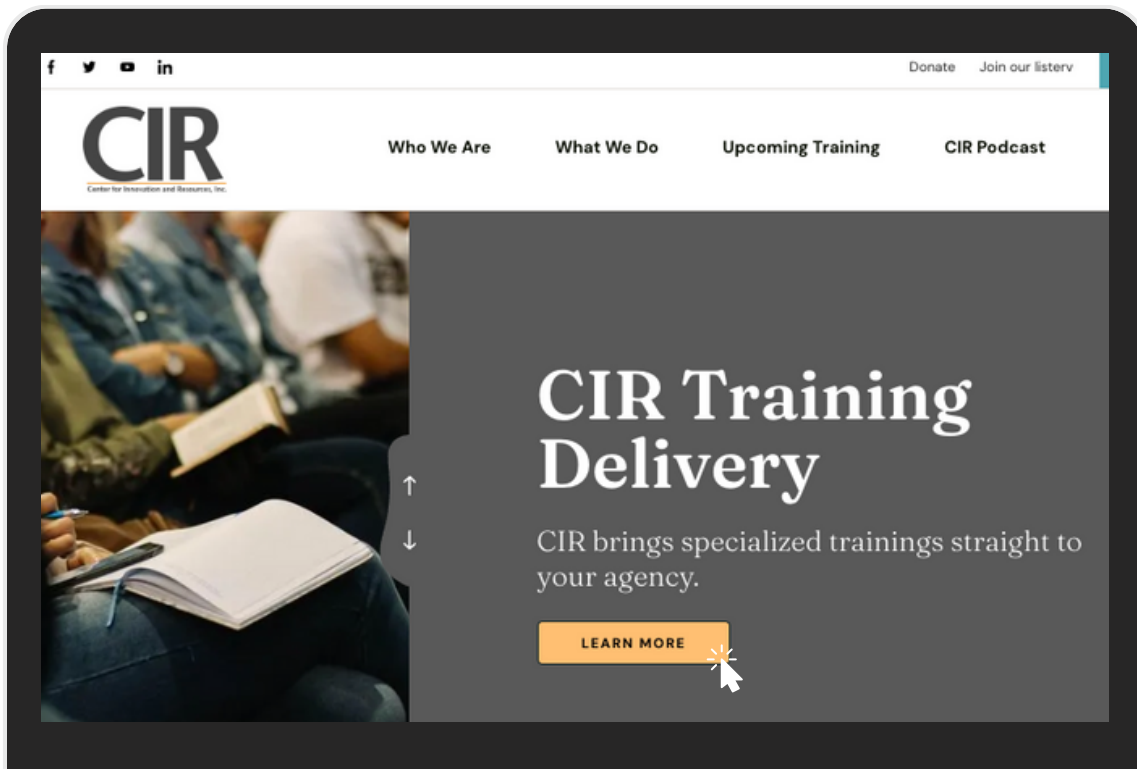 Donate Join our listerv
CIR
Center for Innovation and Resources, Inc.
Who We Are What We Do Upcoming Training CIR Podcast
CIR Training
Delivery
CIR brings specialized trainings straight to
your agency.
LEARN MORE